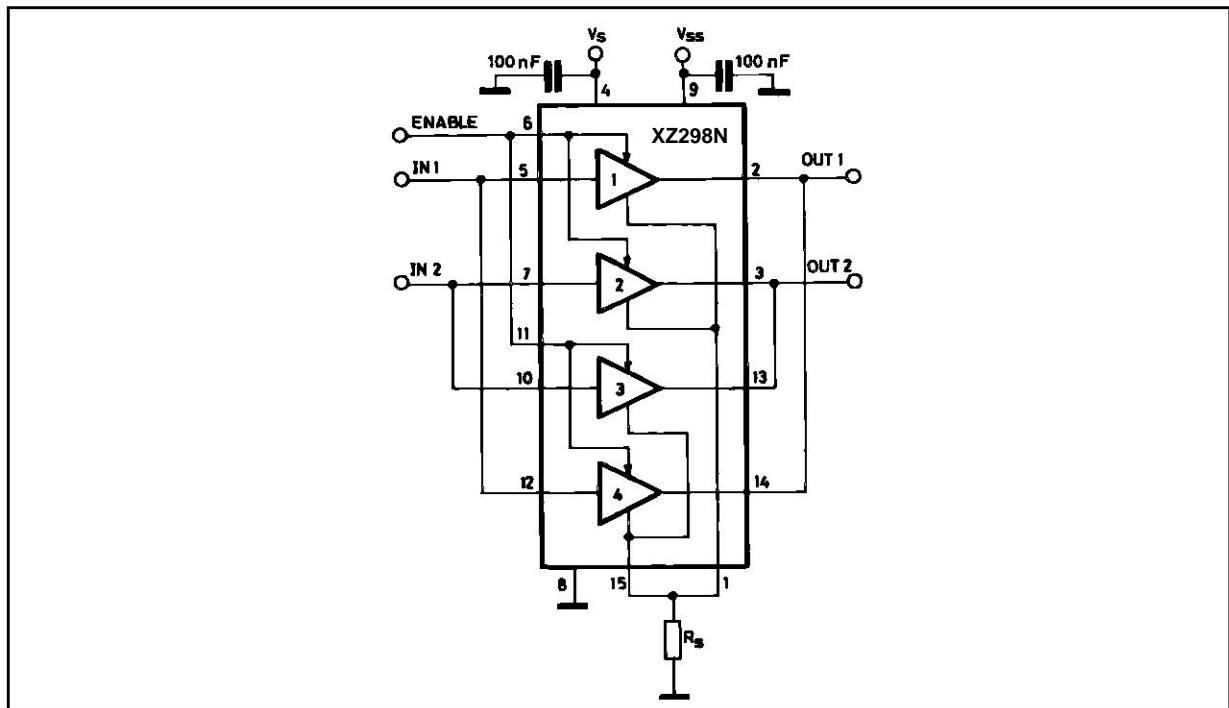 Vs Vss
100 nF 100 nF
4 9
ENABLE 6 XZ298N
IN 1 5 1 2 OUT 1
IN 2 7 2 3 OUT 2
11
10 3 13
12 4 14
8 15 1
Rs